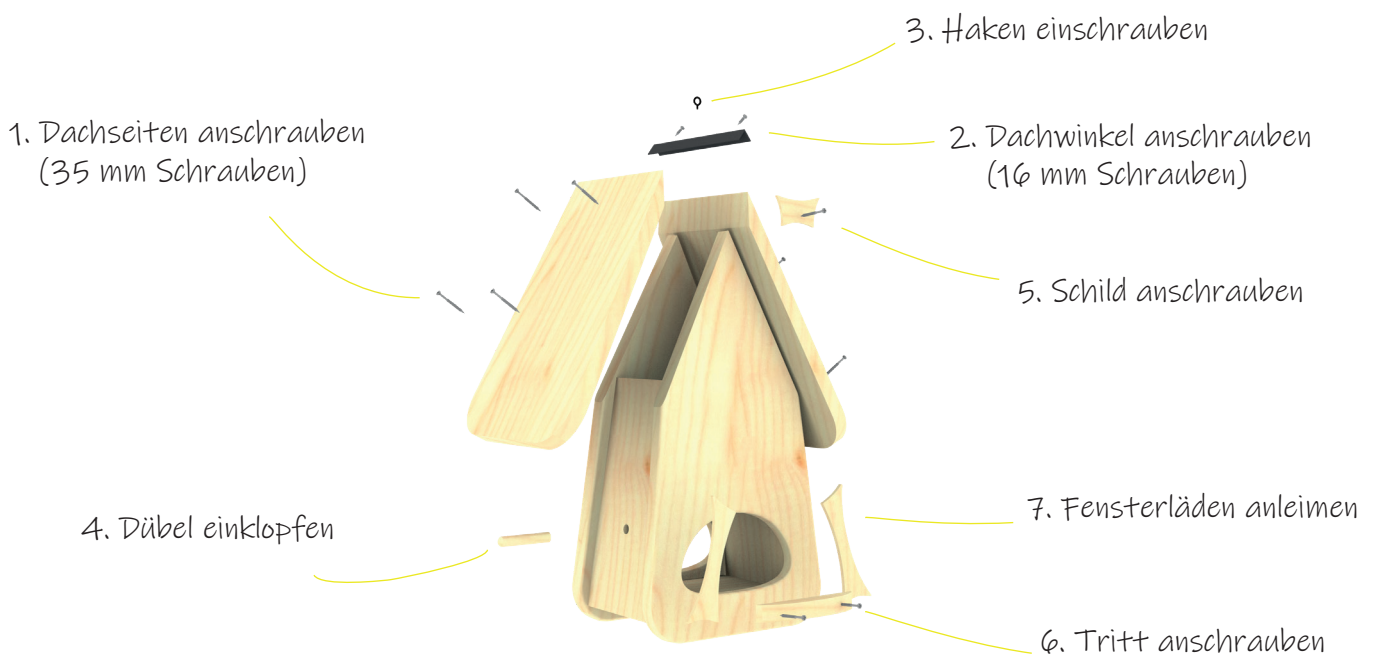 1. Dachseiten anschrauben
(35 mm Schrauben)
2. Dachwinkel anschrauben
(16 mm Schrauben)
3. Haken einschrauben
4. Dübel einklopfen
5. Schild anschrauben
6. Tritt anschrauben
7. Fensterläden anleimen